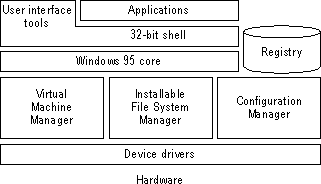 User interface
tools
Applications
32-bit shell
Registry
Windows 95 core
Virtual
Machine
Manager
Installable
File System
Manager
Configuration
Manager
Device drivers
Hardware